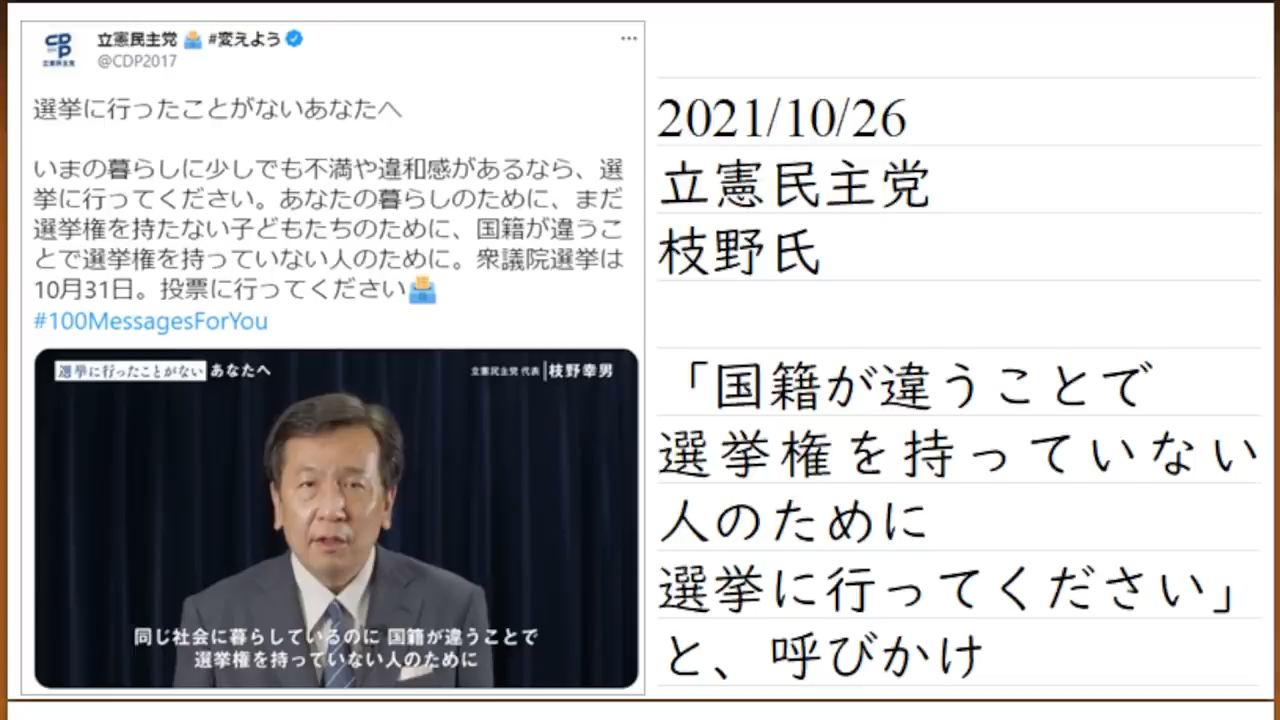 立憲民主党 🗳 #変えよう
@CDP2017
選挙に行ったことがないあなたへ
いまの暮らしに少しでも不満や違和感があるなら、選
挙に行ってください。あなたの暮らしのために、まだ
選挙権を持たない子どもたちのために、国籍が違うこ
とで選挙権を持っていない人のために。衆議院選挙は
10月31日。投票に行ってください🗳
#100MessagesForYou
選挙に行ったことがない あなたへ
立憲民主党 代表 枝野幸男
同じ社会に暮らしているのに 国籍が違うことで
選挙権を持っていない人のために
2021/10/26
立憲民主党
枝野氏
「国籍が違うことで
選挙権を持っていない
人のために
選挙に行ってください」
と、呼びかけ